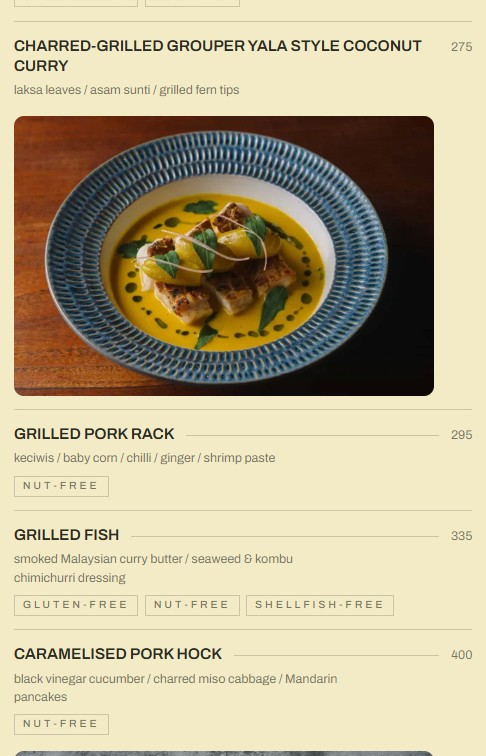 CHARRED-GRILLED GROUPER YALA STYLE COCONUT 275
CURRY
laksa leaves / asam sunti / grilled fern tips
GRILLED PORK RACK 295
keciwis / baby corn / chilli / ginger / shrimp paste
NUT-FREE
GRILLED FISH 335
smoked Malaysian curry butter / seaweed & kombu
chimichurri dressing
GLUTEN-FREE NUT-FREE SHELLFISH-FREE
CARAMELISED PORK HOCK 400
black vinegar cucumber / charred miso cabbage / Mandarin
pancakes
NUT-FREE